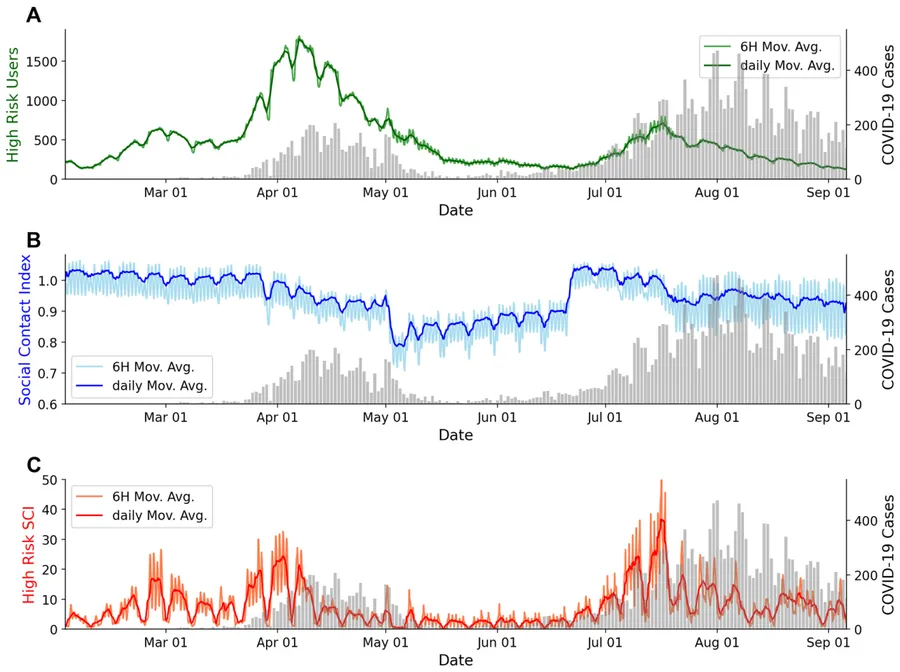 A
High Risk Users
1500
1000
500
0
6H Mov. Avg.
daily Mov. Avg.
400
200
0
COVID-19 Cases
Mar 01 Apr 01 May 01 Jun 01 Jul 01 Aug 01 Sep 01
Date
B
Social Contact Index
1.0
0.9
0.8
0.7
0.6
6H Mov. Avg.
daily Mov. Avg.
400
200
0
COVID-19 Cases
Mar 01 Apr 01 May 01 Jun 01 Jul 01 Aug 01 Sep 01
Date
C
High Risk SCI
50
40
30
20
10
0
6H Mov. Avg.
daily Mov. Avg.
400
200
0
COVID-19 Cases
Mar 01 Apr 01 May 01 Jun 01 Jul 01 Aug 01 Sep 01
Date